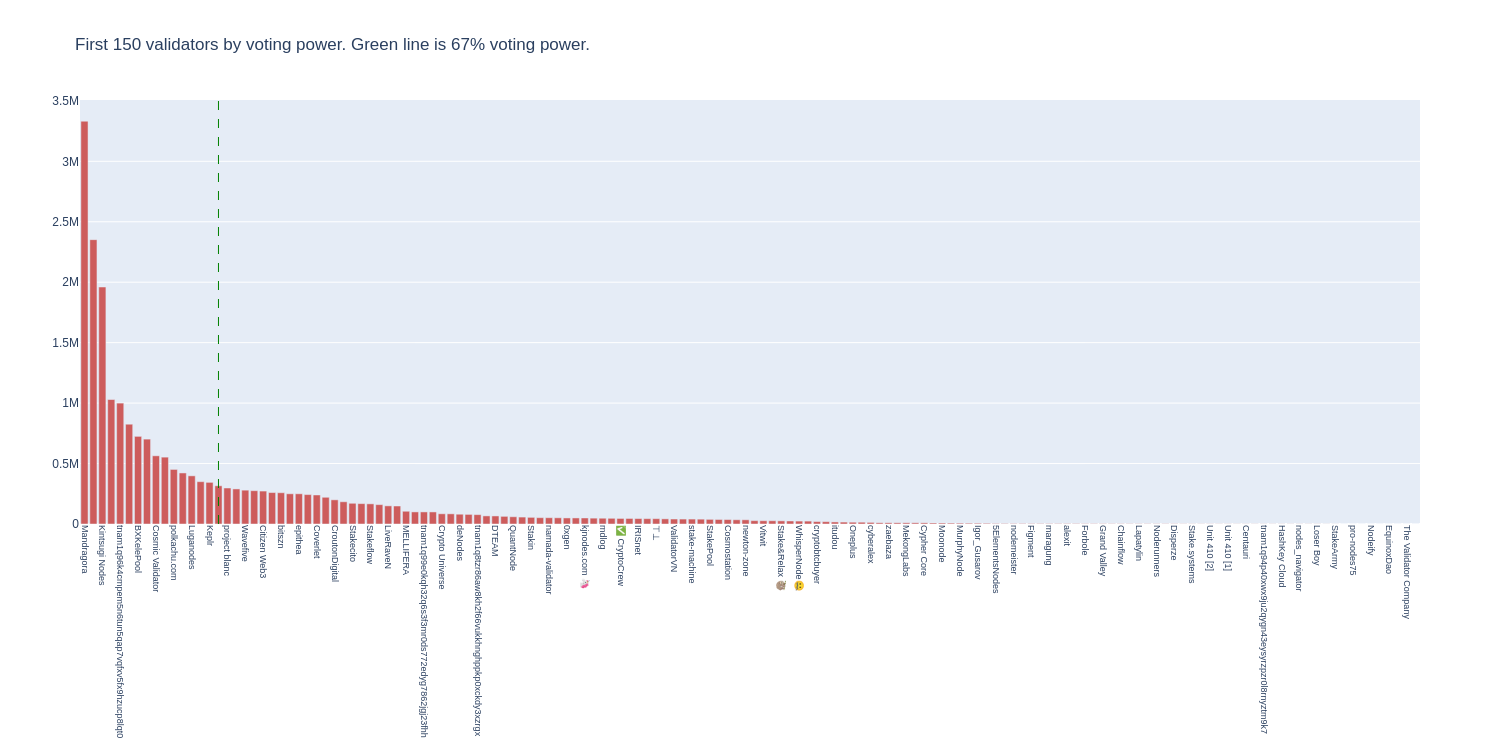 First 150 validators by voting power. Green line is 67% voting power.
3.5M
3M
2.5M
2M
1.5M
1M
0.5M
0
Mandragora
Kintsugi Nodes
BXKelePool
Cosmic Validator
polkachu.com
Luganodes
Keplr
project blanc
Wavefive
Citizen Web3
bitszn
epithea
Coverlet
CroutonDigital
Stakecito
Stakeflow
LiveRaveN
MELLIFERA
Crypto Universe
deNodes
DTEAM
QuantNode
Stakin
namada-validator
0xgen
kjnodes.com 🦄
mdlog
✅ CryptoCrew
IRISnet
ValidatorVN
stake-machine
StakePool
Cosmostation
newton-zone
Vitwit
Stake&Relax 🦥
WhisperNode 🤐
cryptobtcbuyer
itudou
Oneplus
cyberalex
zaebaza
MekongLabs
Cypher Core
Moonode
MurphyNode
Igor_Gusarov
5ElementsNodes
nodemeister
Figment
maragung
alexit
Forbole
Grand Valley
Chainflow
Lapatylin
Noderunners
Disperze
Stake.systems
Unit 410 [2]
Unit 410 [1]
Centauri
HashKey Cloud
nodes_navigator
Loser Boy
StakeArmy
pro-nodes75
Nodeify
EquinoxDao
The Validator Company